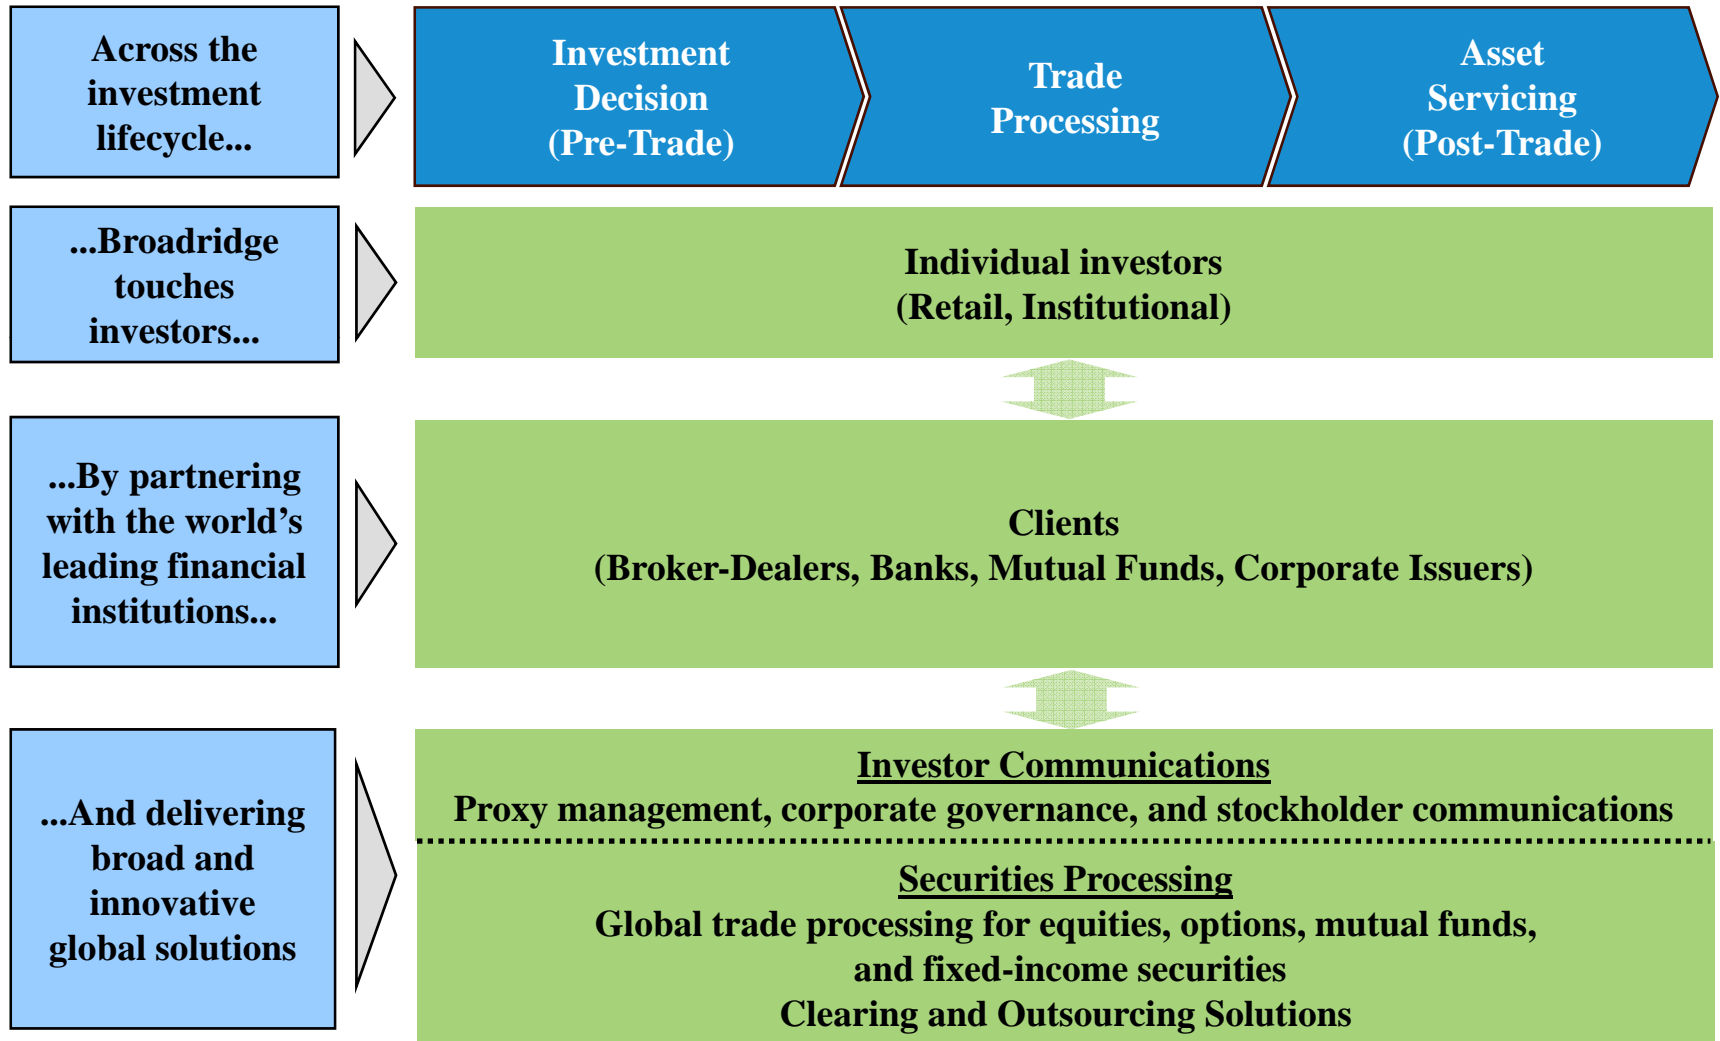 Across the
investment
lifecycle...
Investment
Decision
(Pre-Trade)
Trade
Processing
Asset
Servicing
(Post-Trade)
...Broadridge
touches
investors...
Individual investors
(Retail, Institutional)
...By partnering
with the world’s
leading financial
institutions...
Clients
(Broker-Dealers, Banks, Mutual Funds, Corporate Issuers)
...And delivering
broad and
innovative
global solutions
Investor Communications
Proxy management, corporate governance, and stockholder communications
Securities Processing
Global trade processing for equities, options, mutual funds,
and fixed-income securities
Clearing and Outsourcing Solutions